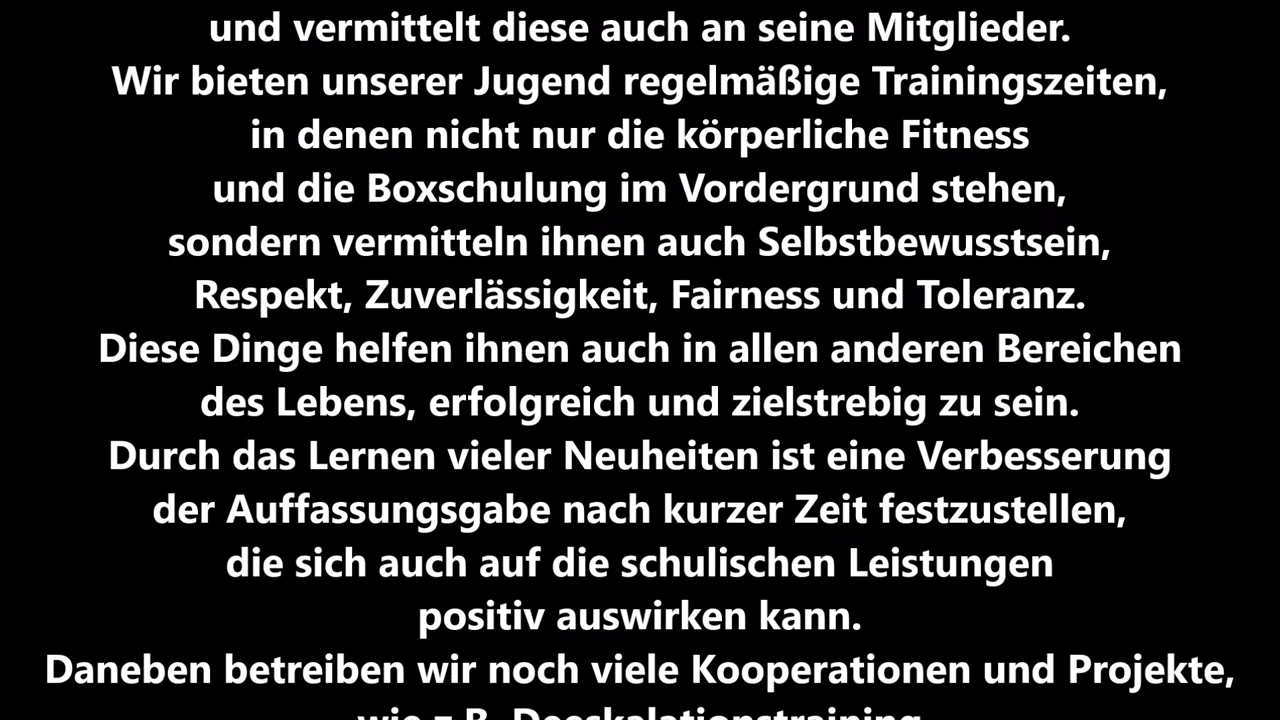 und vermittelt diese auch an seine Mitglieder.
Wir bieten unserer Jugend regelmäßige Trainingszeiten,
in denen nicht nur die körperliche Fitness
und die Boxschulung im Vordergrund stehen,
sondern vermitteln ihnen auch Selbstbewusstsein,
Respekt, Zuverlässigkeit, Fairness und Toleranz.
Diese Dinge helfen ihnen auch in allen anderen Bereichen
des Lebens, erfolgreich und zielstrebig zu sein.
Durch das Lernen vieler Neuheiten ist eine Verbesserung
der Auffassungsgabe nach kurzer Zeit festzustellen,
die sich auch auf die schulischen Leistungen
positiv auswirken kann.
Daneben betreiben wir noch viele Kooperationen und Projekte,
wie z.B. Deeskalationstraining